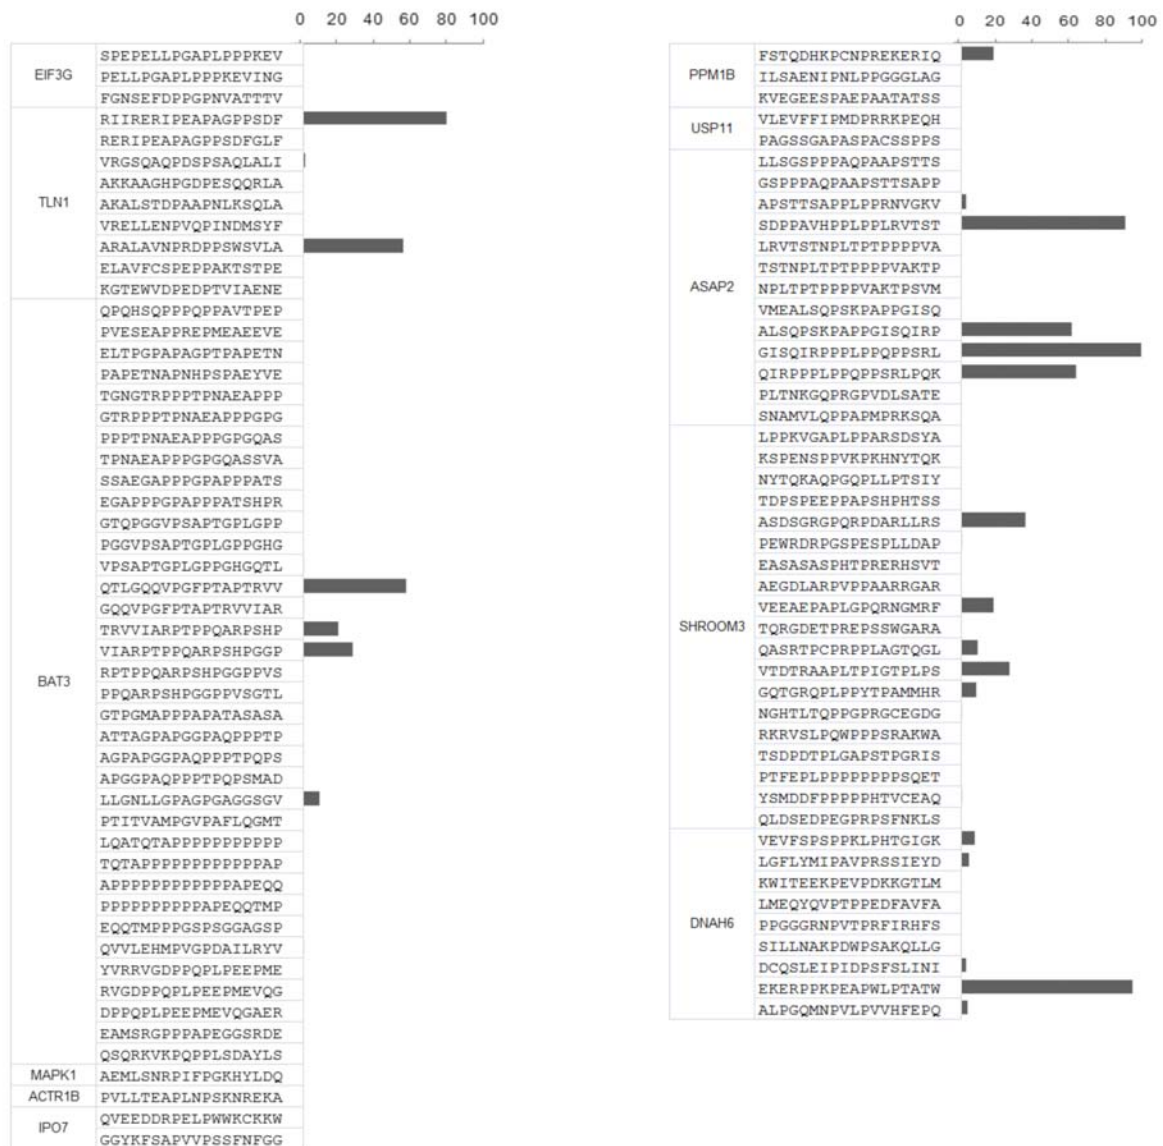 0 20 40 60 80 100
EIF3G
SPEPELLPGAPLPPPKEV
PELLPGAPLPPPKEVING
FGNSEFDPPGPNVATTTV
TLN1
RIIRERIPEAPAGPPSDF
RERIPEAPAGPPSDFGLF
VRGSQAQPDSPSAQLALI
AKKAAGHPGDPESQQRLA
AKALSTDPAAPNLKSQLA
VRELLENPVQPINDMSYF
ARALAVNPRDPPSWSVLA
ELAVFCSPEPPAKTSTPE
KGTEWVDPEDPTVIAENE
BAT3
QPQHSQPPPQPPAVTPEP
PVESEAPPREPMEAEEVE
ELTPGPAPAGPTPAPETN
PAPETNAPNHPSPAEYVE
TGNGTRPPPTPNAEAPPP
GTRPPPTPNAEAPPPGPG
PPPTPNAEAPPPGPGQAS
TPNAEAPPPGPGQASSVA
SSAEGAPPPGPAPPPATS
EGAPPPGPAPPPATSHPR
GTQPGGVPSAPTGPLGPP
PGGVPSAPTGPLGPPGHG
VPSAPTGPLGPPGHGQTL
QTLGQQVPGFPTAPTRVV
GQQVPGFPTAPTRVVIAR
TRVVIARPTPPQARPSHP
VIARPTPPQARPSHPGGP
RPTPPQARPSHPGGPPVS
PPQARPSHPGGPPVSGTL
GTPGMAPPPAPATASASA
ATTAGPAPGGPAQPPPTP
AGPAPGGPAQPPPTPQPS
APGGPAQPPPTPQPSMAD
LLGNLLGPAGPGAGGSGV
PTITVAMPGVPAFLQGMT
LQATQTAPPPPPPPPPPP
TQTAPPPPPPPPPPPPAP
APPPPPPPPPPPPAPEQQ
PPPPPPPPPPAPEQQTMP
EQQTMPPPGSPSGGAGSP
QVVLEHMPVGPDAILRYV
YVRRVGDPPQPLPEEPME
RVGDPPQPLPEEPMEVQG
DPPQPLPEEPMEVQGAER
EAMSRGPPPAPEGGSRDE
QSQRKVKPQPPLSDAYLS
MAPK1
AEMLSNRPIFPGKHYLDQ
ACTR1B
PVLLTEAPLNPSKNREKA
IPO7
QVEEDDRPELPWWKCKKW
GGYKFSAPVVPSSFNFGG
0 20 40 60 80 100
PPM1B
FSTQDHKPCNPREKERIQ
ILSAENIPNLPPGGGLAG
KVEGEESPAEPAATATSS
USP11
VLEVFFIPMDPRRKPEQH
PAGSSGAPASPACSSPPS
ASAP2
LLSGSPPPAQPAAPSTTS
GSPPPAQPAAPSTTSAPP
APSTTSAPPLPPRNVGKV
SDPPAVHPPLPPLRVTST
LRVTSTNPLTPTPPPPVA
TSTNPLTPTPPPPVAKTP
NPLTPTPPPPVAKTPSVM
VMEALSQPSKPAPPGISQ
ALSQPSKPAPPGISQIRP
GISQIRPPPLPPQPPSRL
QIRPPPLPPQPPSRLPQK
PLTNKGQPRGPVDLSATE
SNAMVLQPPAPMPRKSQA
SHROOM3
LPPKVGAPLPPARSDSYA
KSPENSPPVKPKHNYTQK
NYTQKAQPGQPLLPTSIY
TDPSPEEPPAPSHPHTSS
ASDSGRGPQRPDARLLRS
PEWRDRPGSPESPLLDAP
EASASASPHTPRERHSVT
AEGDLARPVPPAARRGAR
VEEAEPAPLGPQRNGMRF
TQRGDETPREPSSWGARA
QASRTPCPRPPLAGTQGL
VTDTRAAPLTPIGTPLPS
GQTGRQPLPPYTPAMMHR
NGHTLTQPPGPRGCEGDG
RKRVSLPQWPPPSRAKWA
TSDPDTPLGAPSTPGRIS
PTFEPLPPPPPPPPSQET
YSMDDFPPPPPHTVCEAQ
QLDSEDPEGPRPSFNKLS
DNAH6
VEVFSPSPPKLPHTGIGK
LGFLYMIPAVPRSSIEYD
KWITEEKPEVPDKKGTLM
LMEQYQVPTPPEDFAVFA
PPGGGRNPVTPRFIRHFS
SILLNAKPDWPSAKQLLG
DCQSLEIPIDPSFSLINI
EKERPPKPEAPWLPTATW
ALPGQMNPVLPVVHFEPQ